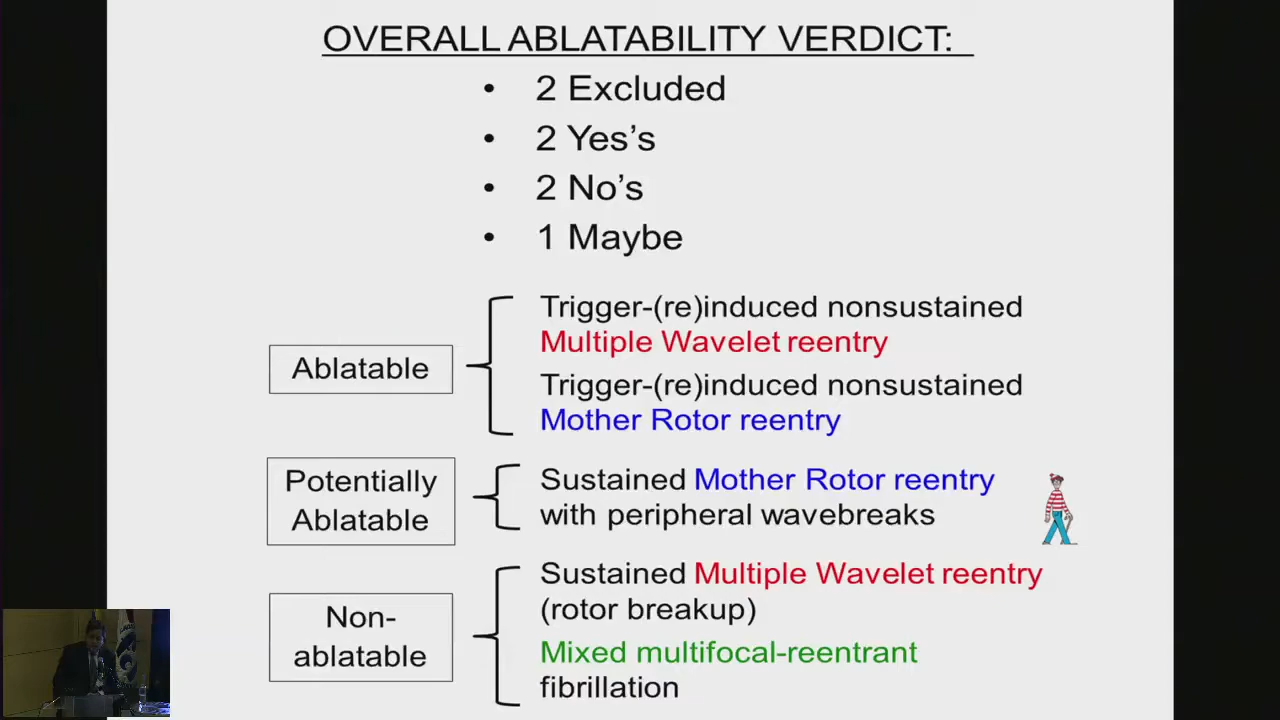 OVERALL ABLATABILITY VERDICT:
• 2 Excluded
• 2 Yes’s
• 2 No’s
• 1 Maybe
Ablatable
Trigger-(re)induced nonsustained
Multiple Wavelet reentry
Trigger-(re)induced nonsustained
Mother Rotor reentry
Potentially
Ablatable
Sustained Mother Rotor reentry
with peripheral wavebreaks
Non-
ablatable
Sustained Multiple Wavelet reentry
(rotor breakup)
Mixed multifocal-reentrant
fibrillation